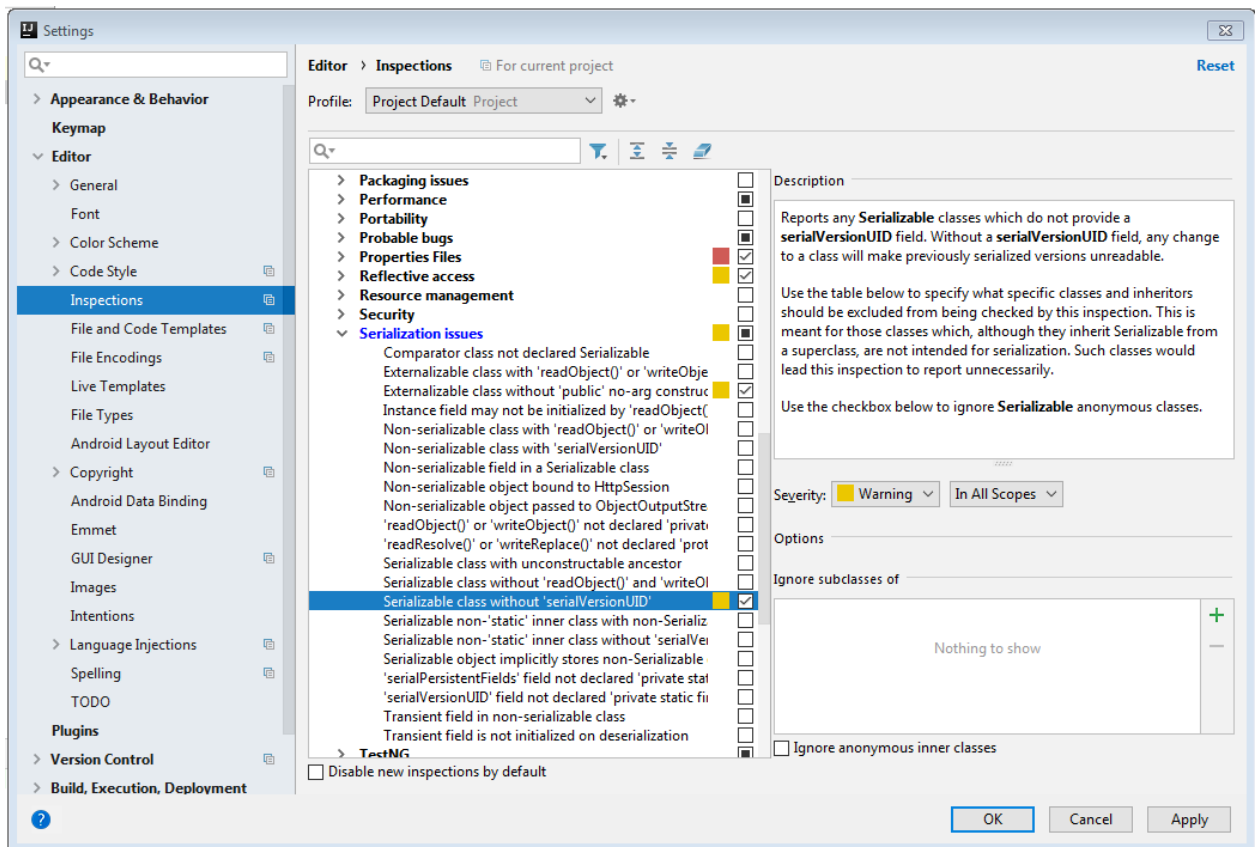 Settings
Appearance & Behavior
Keymap
Editor
General
Font
Color Scheme
Code Style
Inspections
File and Code Templates
File Encodings
Live Templates
File Types
Android Layout Editor
Copyright
Android Data Binding
Emmet
GUI Designer
Images
Intentions
Language Injections
Spelling
TODO
Plugins
Version Control
Build, Execution, Deployment
Editor > Inspections For current project Reset
Profile: Project Default Project
Packaging issues
Performance
Portability
Probable bugs
Properties Files
Reflective access
Resource management
Security
Serialization issues
Comparator class not declared Serializable
Externalizable class with 'readObject()' or 'writeObje
Externalizable class without 'public' no-arg construc
Instance field may not be initialized by 'readObject(
Non-serializable class with 'readObject()' or 'writeOl
Non-serializable class with 'serialVersionUID'
Non-serializable field in a Serializable class
Non-serializable object bound to HttpSession
Non-serializable object passed to ObjectOutputStre
'readObject()' or 'writeObject()' not declared 'privat
'readResolve()' or 'writeReplace()' not declared 'prot
Serializable class with unconstructable ancestor
Serializable class without 'readObject()' and 'writeOl
Serializable class without 'serialVersionUID'
Serializable non-'static' inner class with non-Serializ
Serializable non-'static' inner class without 'serialVer
Serializable object implicitly stores non-Serializable
'serialPersistentFields' field not declared 'private stat
'serialVersionUID' field not declared 'private static fi
Transient field in non-serializable class
Transient field is not initialized on deserialization
TestNG
Disable new inspections by default
Description
Reports any Serializable classes which do not provide a
serialVersionUID field. Without a serialVersionUID field, any change
to a class will make previously serialized versions unreadable.
Use the table below to specify what specific classes and inheritors
should be excluded from being checked by this inspection. This is
meant for those classes which, although they inherit Serializable from
a superclass, are not intended for serialization. Such classes would
lead this inspection to report unnecessarily.
Use the checkbox below to ignore Serializable anonymous classes.
Severity: Warning In All Scopes
Options
Ignore subclasses of
Nothing to show
Ignore anonymous inner classes
OK Cancel Apply